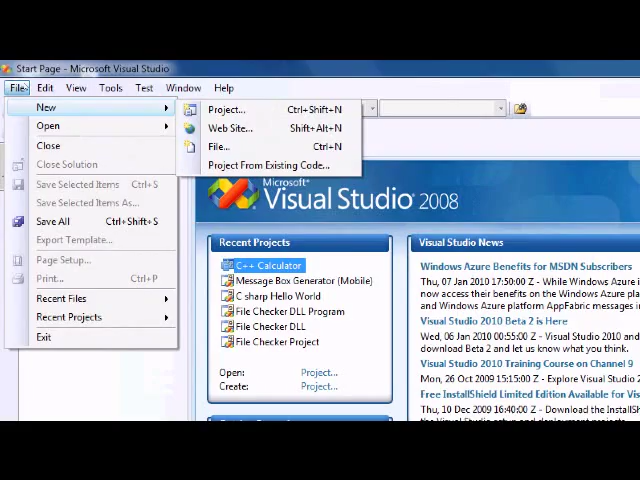 Start Page - Microsoft Visual Studio
File Edit View Tools Test Window Help
New
Open
Close
Close Solution
Save Selected Items Ctrl+S
Save Selected Items As...
Save All Ctrl+Shift+S
Export Template...
Page Setup...
Print... Ctrl+P
Recent Files
Recent Projects
Exit
Project... Ctrl+Shift+N
Web Site... Shift+Alt+N
File... Ctrl+N
Project From Existing Code...
Microsoft
Visual Studio 2008
Recent Projects
C++ Calculator
Message Box Generator (Mobile)
C sharp Hello World
File Checker DLL Program
File Checker DLL
File Checker Project
Open: Project...
Create: Project...
Visual Studio News
Windows Azure Benefits for MSDN Subscribers
Thu, 07 Jan 2010 00:50:55 Z - While Windows Azure i
now access their benefits on the Windows Azure platfo
platform AppFabric messages in
Visual Studio 2010 Beta 2 is Here
Wed, 06 Jan 2010 00:55:00 Z - Visual Studio 2010 and
download Beta 2 and let us know what you think.
Visual Studio 2010 Training Course on Channel 9
Mon, 26 Oct 2009 15:15:00 Z - Explore Visual Studio 2
Free InstallShield Limited Edition Available for Vis
Thu, 10 Dec 2009 16:40:00 Z - Download the InstallSh